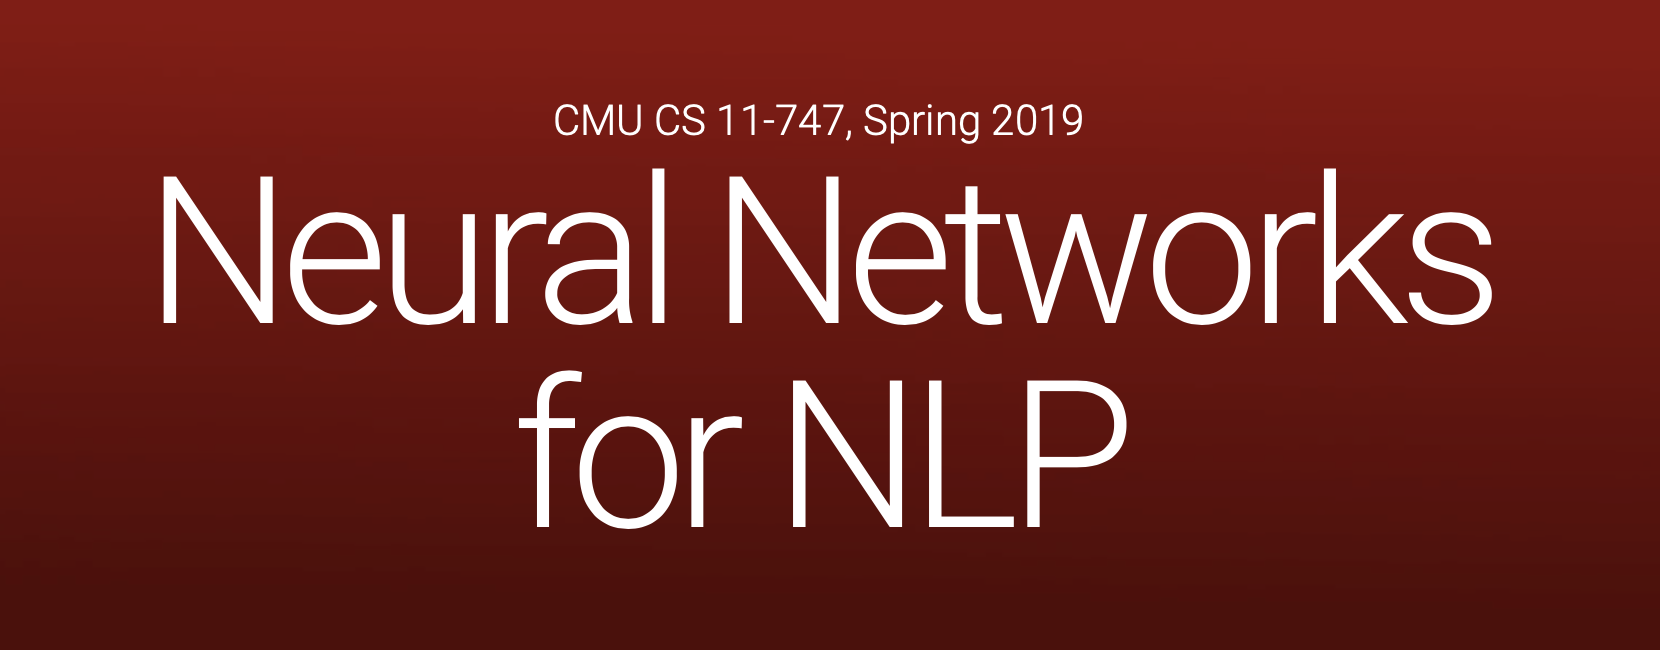 CMU CS 11-747, Spring 2019
Neural Networks
for NLP